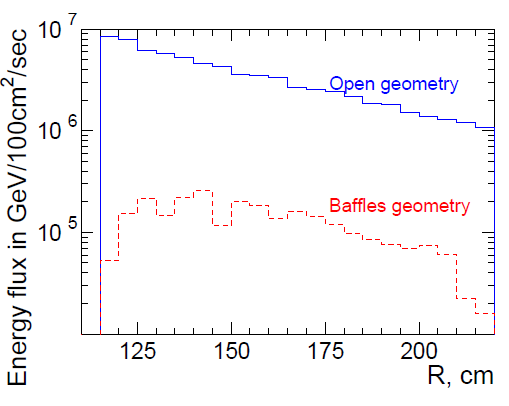 10 7
Open geometry
10 6
Baffles geometry
10 5
125 150 175 200
R, cm
Energy flux in GeV/100cm²/sec